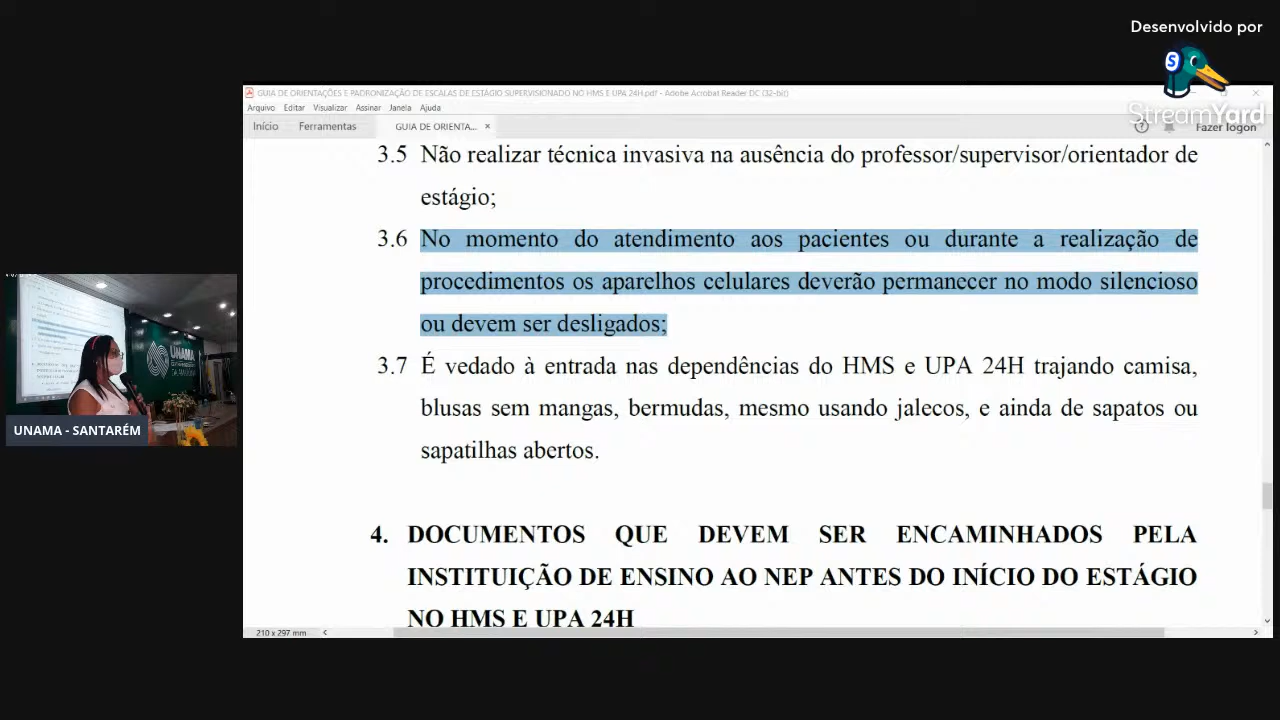 Desenvolvido por
StreamYard
GUIA DE ORIENTAÇÕES E PADRONIZAÇÃO DE ESCALAS DE ESTÁGIO SUPERVISIONADO NO HMS E UPA 24H.pdf - Adobe Acrobat Reader DC (32-bit)
Arquivo Editar Visualizar Assinar Janela Ajuda
Início Ferramentas GUIA DE ORIENTA... × Fazer logon
3.5 Não realizar técnica invasiva na ausência do professor/supervisor/orientador de
estágio;
3.6 No momento do atendimento aos pacientes ou durante a realização de
procedimentos os aparelhos celulares deverão permanecer no modo silencioso
ou devem ser desligados;
3.7 É vedado à entrada nas dependências do HMS e UPA 24H trajando camisa,
blusas sem mangas, bermudas, mesmo usando jalecos, e ainda de sapatos ou
sapatilhas abertos.
4. DOCUMENTOS QUE DEVEM SER ENCAMINHADOS PELA
INSTITUIÇÃO DE ENSINO AO NEP ANTES DO INÍCIO DO ESTÁGIO
NO HMS E UPA 24H
210 x 297 mm
UNAMA
UNAMA - SANTARÉM